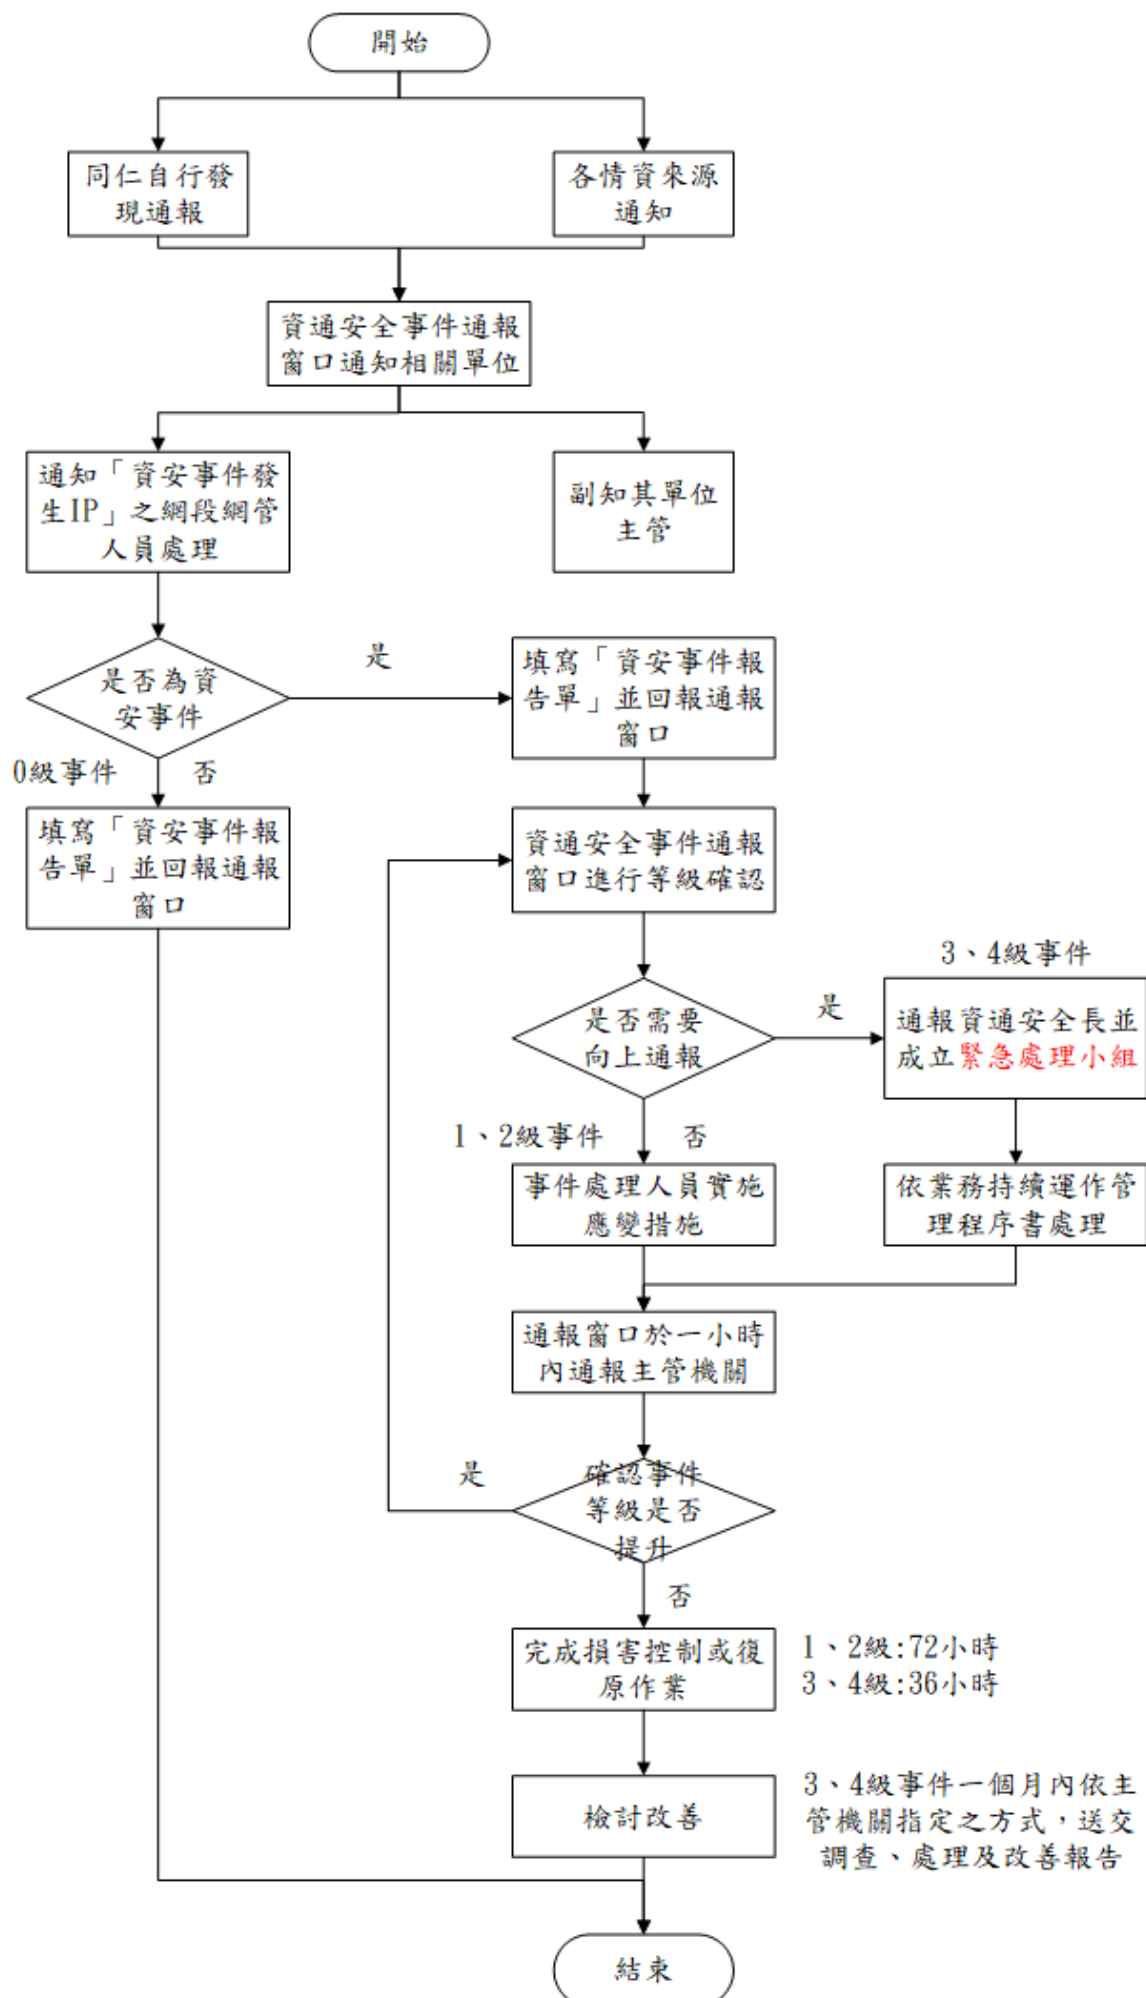 開始
同仁自行發
現通報
各情資來源
通知
資通安全事件通報
窗口通知相關單位
通知「資安事件發
生IP」之網段網管
人員處理
副知其單位
主管
是否為資
安事件
是
填寫「資安事件報
告單」並回報通報
窗口
0級事件
否
填寫「資安事件報
告單」並回報通報
窗口
資通安全事件通報
窗口進行等級確認
3、4級事件
是否需要
向上通報
是
通報資通安全長並
成立緊急處理小組
1、2級事件
否
事件處理人員實施
應變措施
依業務持續運作管
理程序書處理
通報窗口於一小時
內通報主管機關
是
確認事件
等級是否
提升
否
完成損害控制或復
原作業
1、2級:72小時
3、4級:36小時
檢討改善
3、4級事件一個月內依主
管機關指定之方式，送交
調查、處理及改善報告
結束